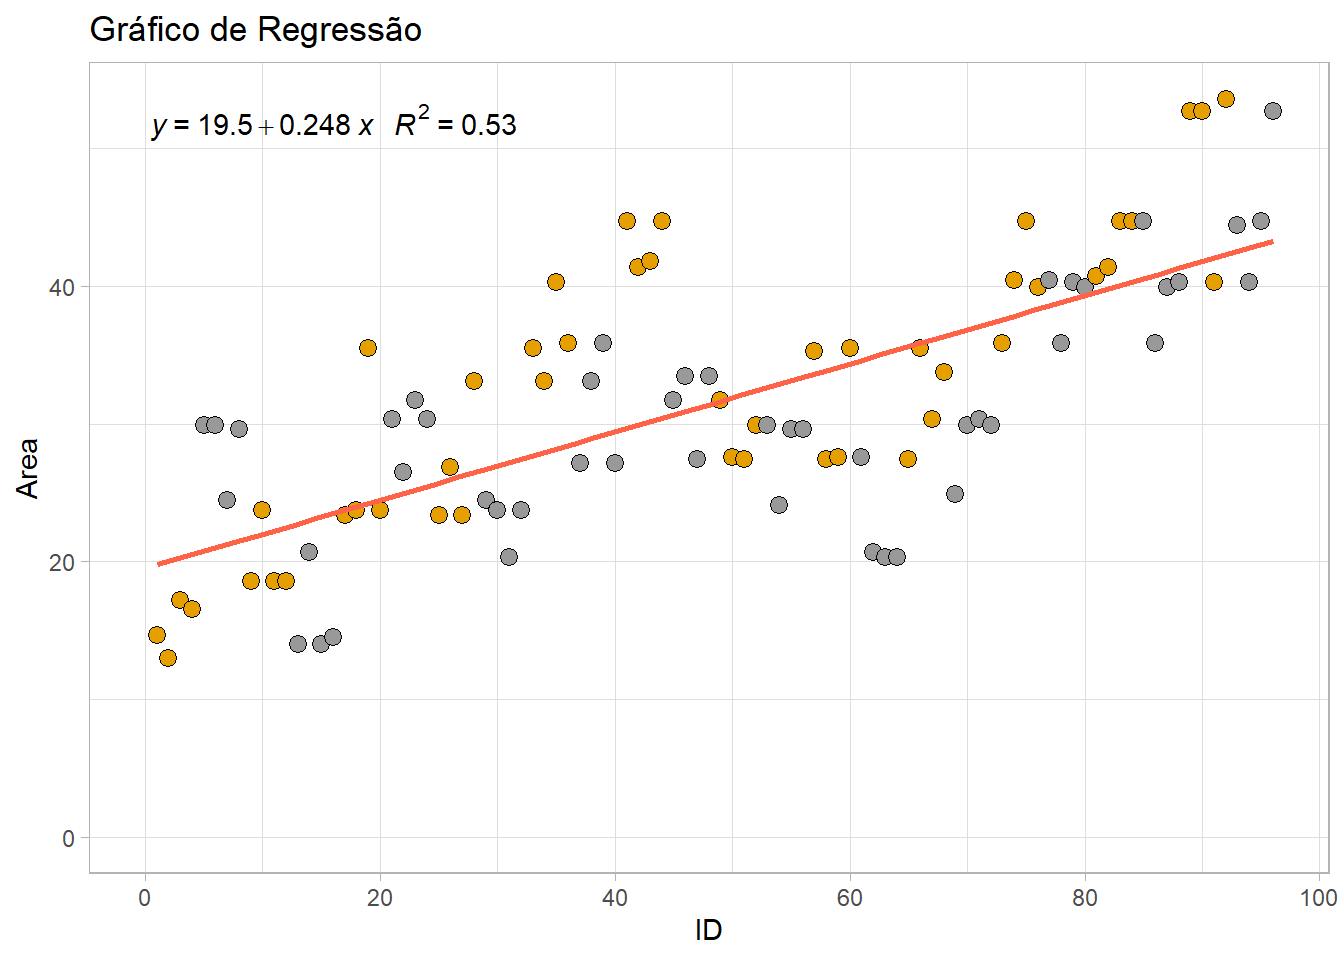 Gráfico de Regressão
y = 19.5 + 0.248 x R² = 0.53
Area
40
20
0
0 20 40 60 80 100
ID